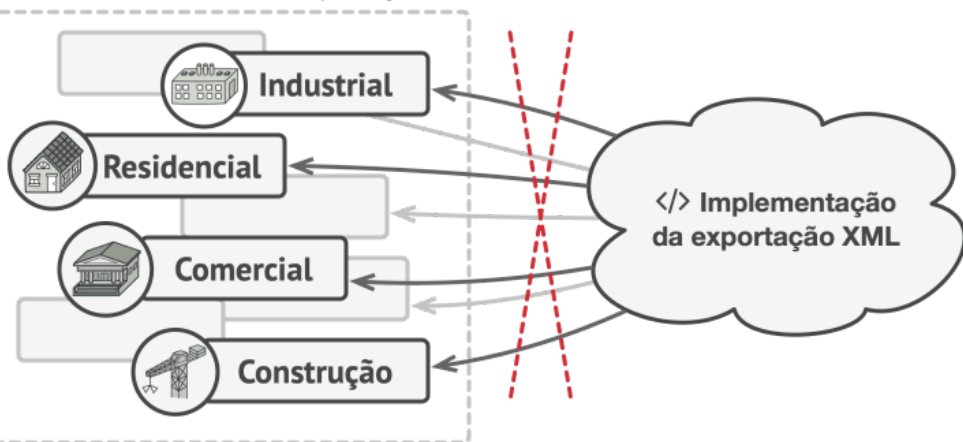 Industrial
Residencial
Comercial
Construção
</> Implementação
da exportação XML